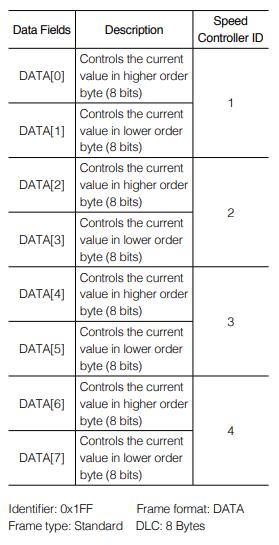 Data Fields Description Speed Controller ID
DATA[0] Controls the current value in higher order byte (8 bits) 1
DATA[1] Controls the current value in lower order byte (8 bits)
DATA[2] Controls the current value in higher order byte (8 bits) 2
DATA[3] Controls the current value in lower order byte (8 bits)
DATA[4] Controls the current value in higher order byte (8 bits) 3
DATA[5] Controls the current value in lower order byte (8 bits)
DATA[6] Controls the current value in higher order byte (8 bits) 4
DATA[7] Controls the current value in lower order byte (8 bits)
Identifier: 0x1FF Frame format: DATA
Frame type: Standard DLC: 8 Bytes